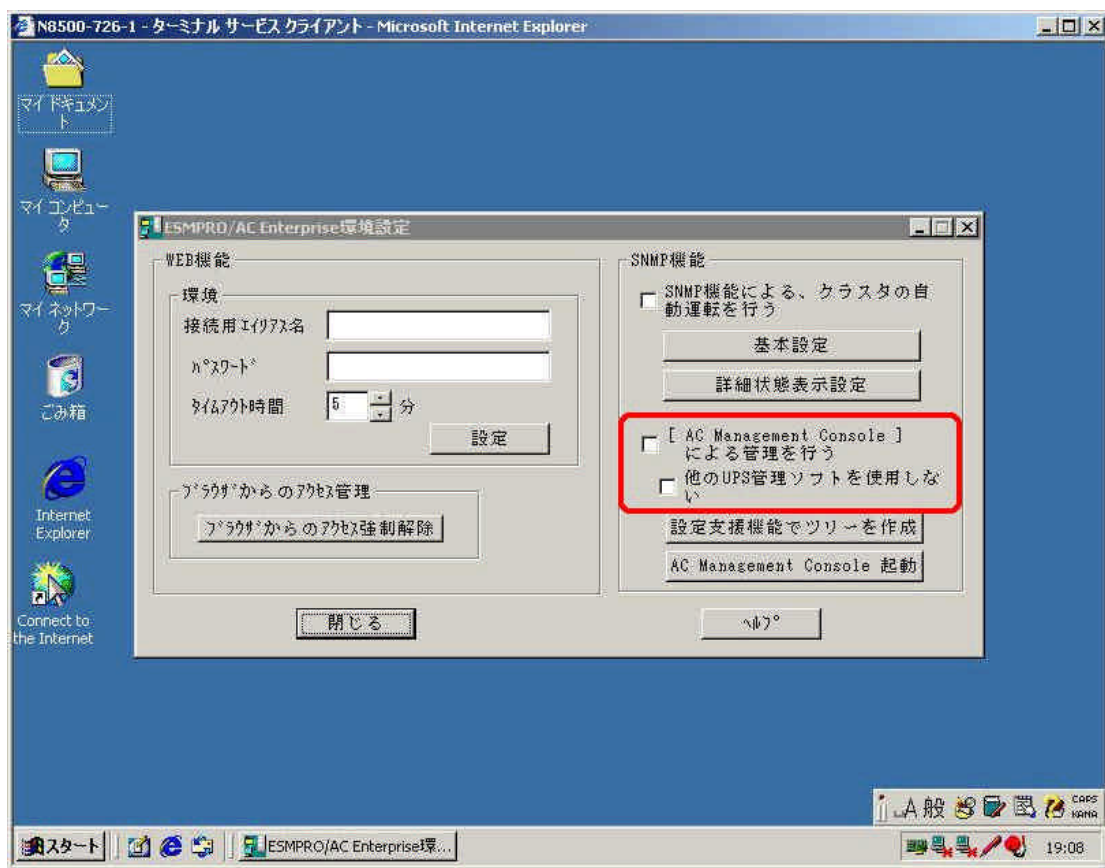 N8500-726-1 - ターミナル サービス クライアント - Microsoft Internet Explorer
マイ ドキュメン
ト
マイ コンピュー
タ
マイ ネットワー
ク
ごみ箱
Internet
Explorer
Connect to
the Internet
ESMPRO/AC Enterprise環境設定
WEB機能
環境
接続用ｴｲﾘｱｽ名
ﾊﾟｽﾜｰﾄﾞ
ﾀｲﾑｱｳﾄ時間
5
分
設定
ﾌﾞﾗｳｻﾞからのｱｸｾｽ管理
ﾌﾞﾗｳｻﾞからのｱｸｾｽ強制解除
SNMP機能
SNMP機能による、クラスタの自
動運転を行う
基本設定
詳細状態表示設定
[ AC Management Console ]
による管理を行う
他のUPS管理ソフトを使用しな
い
設定支援機能でツリーを作成
AC Management Console 起動
閉じる
ﾍﾙﾌﾟ
A 般
CAPS
KANA
スタート
ESMPRO/AC Enterprise環...
19:08